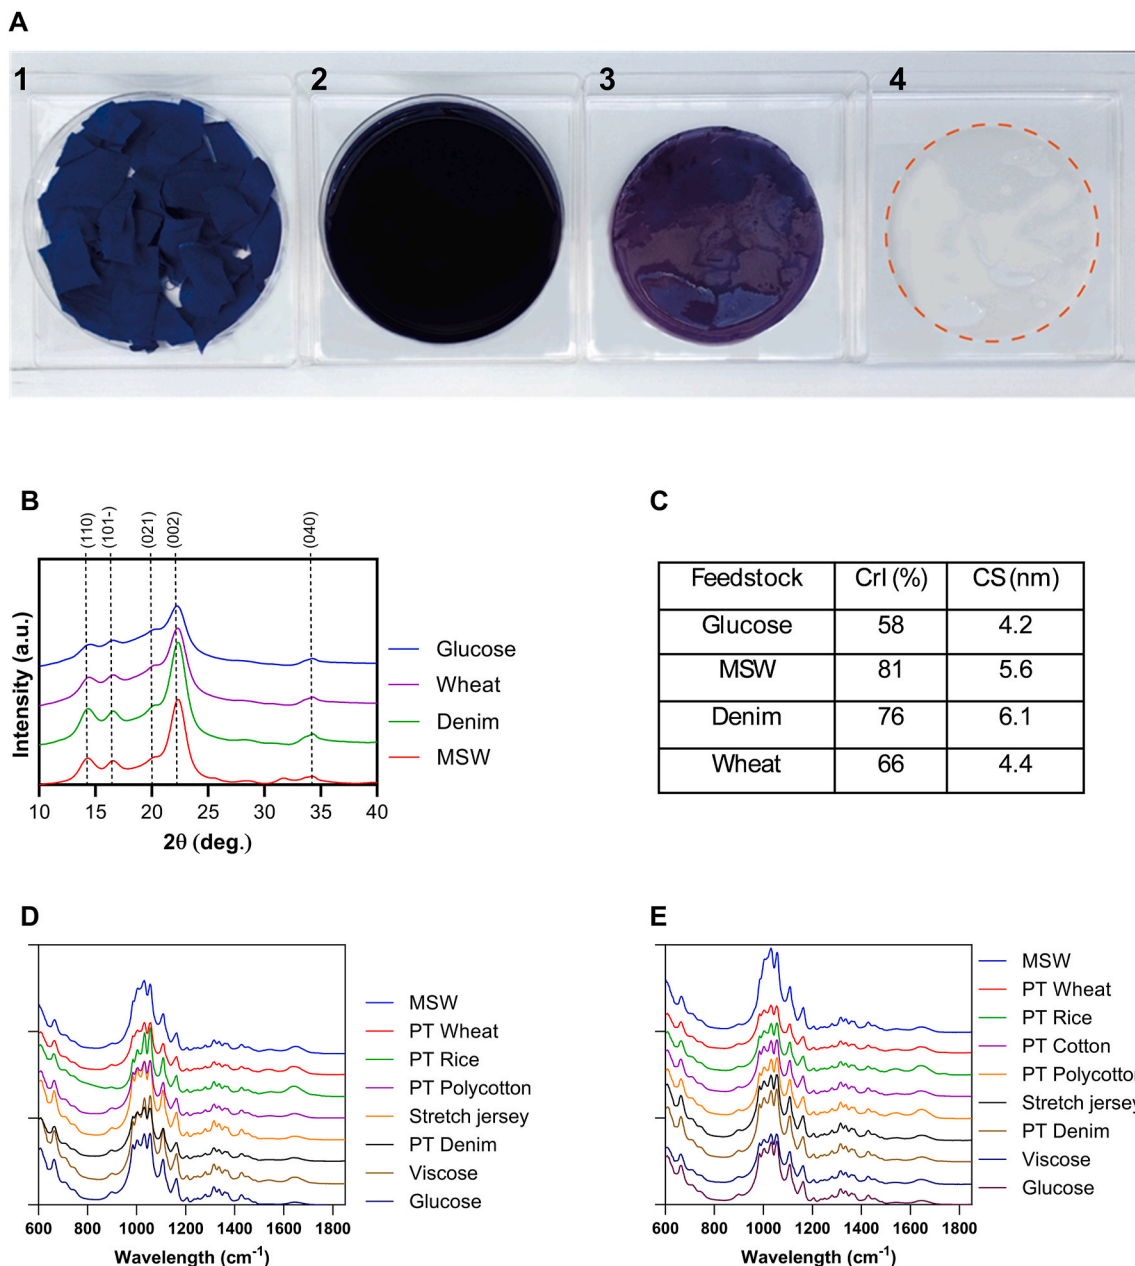 A
1 2 3 4
B
(110) (101-) (021) (002) (040)
Intensity (a.u.)
10 15 20 25 30 35 40
2θ (deg.)
Glucose
Wheat
Denim
MSW
C
Feedstock CrI (%) CS (nm)
Glucose 58 4.2
MSW 81 5.6
Denim 76 6.1
Wheat 66 4.4
D
600 800 1000 1200 1400 1600 1800
Wavelength (cm-1)
MSW
PT Wheat
PT Rice
PT Polycotton
Stretch jersey
PT Denim
Viscose
Glucose
E
600 800 1000 1200 1400 1600 1800
Wavelength (cm-1)
MSW
PT Wheat
PT Rice
PT Cotton
PT Polycotto
Stretch jersey
PT Denim
Viscose
Glucose